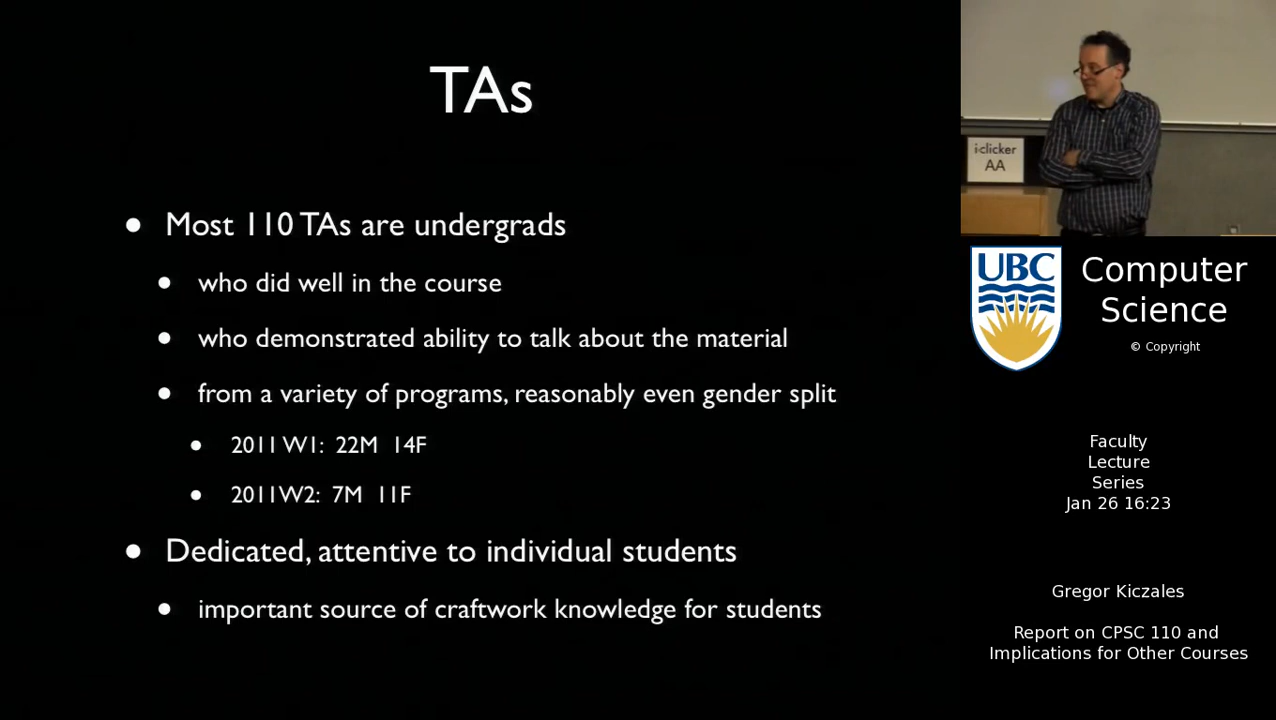 TAs
Most 110 TAs are undergrads
who did well in the course
who demonstrated ability to talk about the material
from a variety of programs, reasonably even gender split
2011W1: 22M 14F
2011W2: 7M 11F
Dedicated, attentive to individual students
important source of craftwork knowledge for students
i-clicker
AA
UBC
Computer
Science
© Copyright
Faculty
Lecture
Series
Jan 26 16:23
Gregor Kiczales
Report on CPSC 110 and
Implications for Other Courses